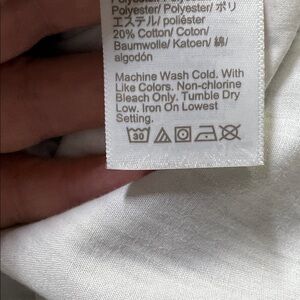 Polyester/ Polyester/ ポリ
エステル/ poliéster
20% Cotton/ Coton/
Baumwolle/ Katoen/ 綿/
algodón
Machine Wash Cold. With
Like Colors. Non-chlorine
Bleach Only. Tumble Dry
Low. Iron On Lowest
Setting.
30